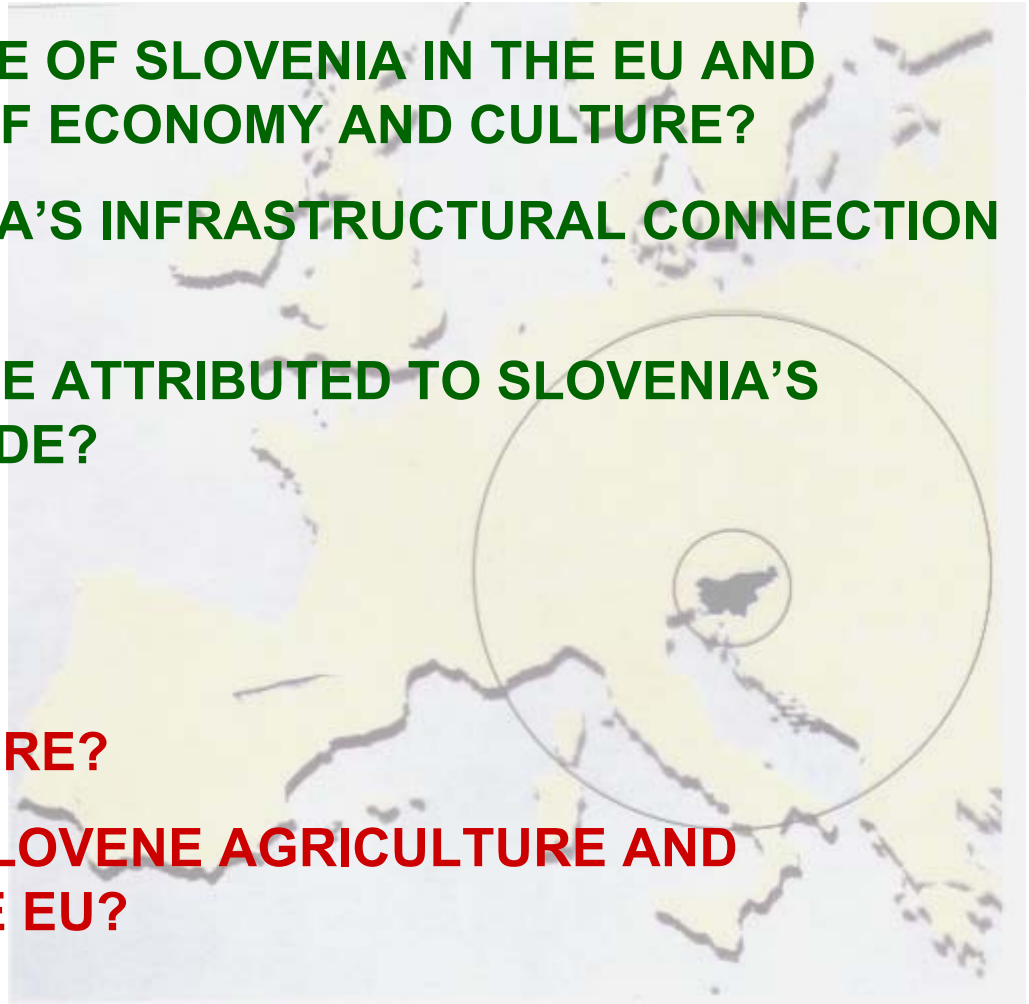 E OF SLOVENIA IN THE EU AND
F ECONOMY AND CULTURE?
A’S INFRASTRUCTURAL CONNECTION
E ATTRIBUTED TO SLOVENIA’S
DE?
RE?
LOVENE AGRICULTURE AND
E EU?